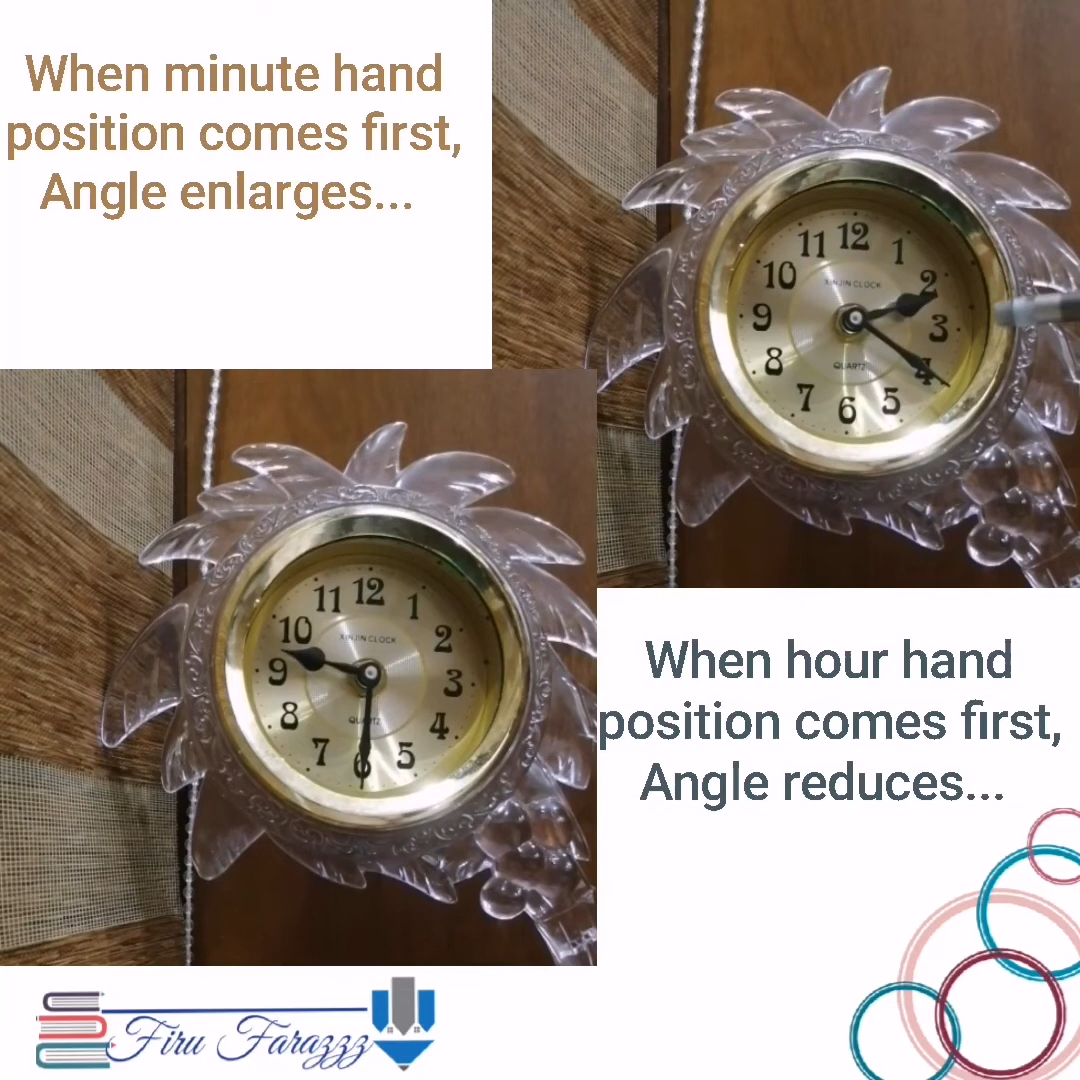 When minute hand
position comes first,
Angle enlarges...
11 12 1
10 2
9 3
8 4
7 6 5
XINJIN CLOCK
QUARTZ
11 12 1
10 2
9 3
8 4
7 6 5
XINJIN CLOCK
QUARTZ
When hour hand
position comes first,
Angle reduces...
Firu Farazzz